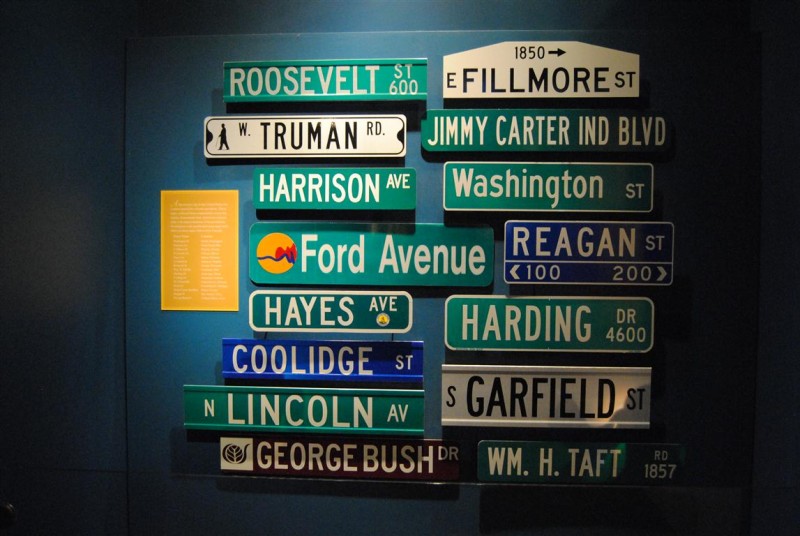 ROOSEVELT ST 600
1850 →
E FILLMORE ST
W. TRUMAN RD.
JIMMY CARTER IND BLVD
HARRISON AVE
Washington ST
Ford Avenue
REAGAN ST
< 100 200 >
HAYES AVE
HARDING DR 4600
COOLIDGE ST
S GARFIELD ST
N LINCOLN AV
GEORGE BUSH DR
WM. H. TAFT RD 1857